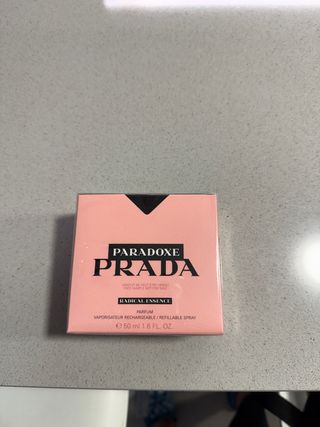 PARADOXE
PRADA
RADICAL ESSENCE
PARFUM
VAPORISATEUR RECHARGEABLE / REFILLABLE SPRAY
℮ 50 ml 1.6 FL. OZ.